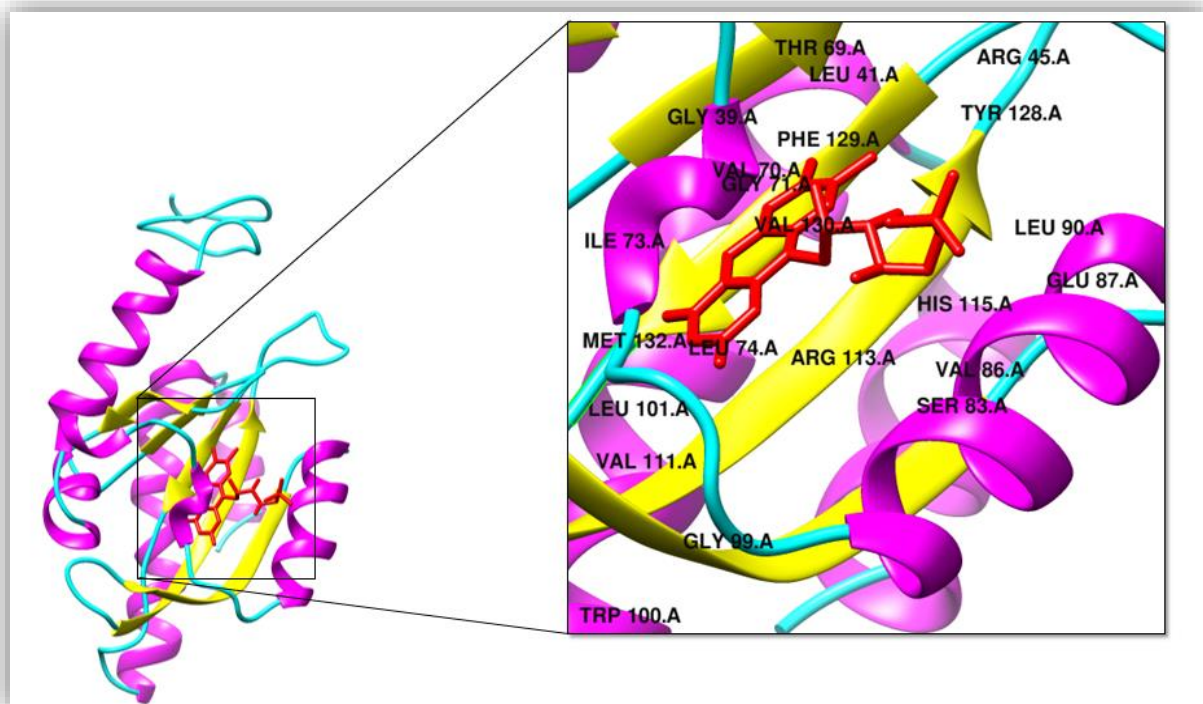 THR 69.A
ARG 45.A
LEU 41.A
GLY 39.A
TYR 128.A
PHE 129.A
VAL 70.A
GLY 71.A
VAL 130.A
LEU 90.A
ILE 73.A
GLU 87.A
HIS 115.A
MET 132.A
LEU 74.A
ARG 113.A
VAL 86.A
LEU 101.A
SER 83.A
VAL 111.A
GLY 99.A
TRP 100.A